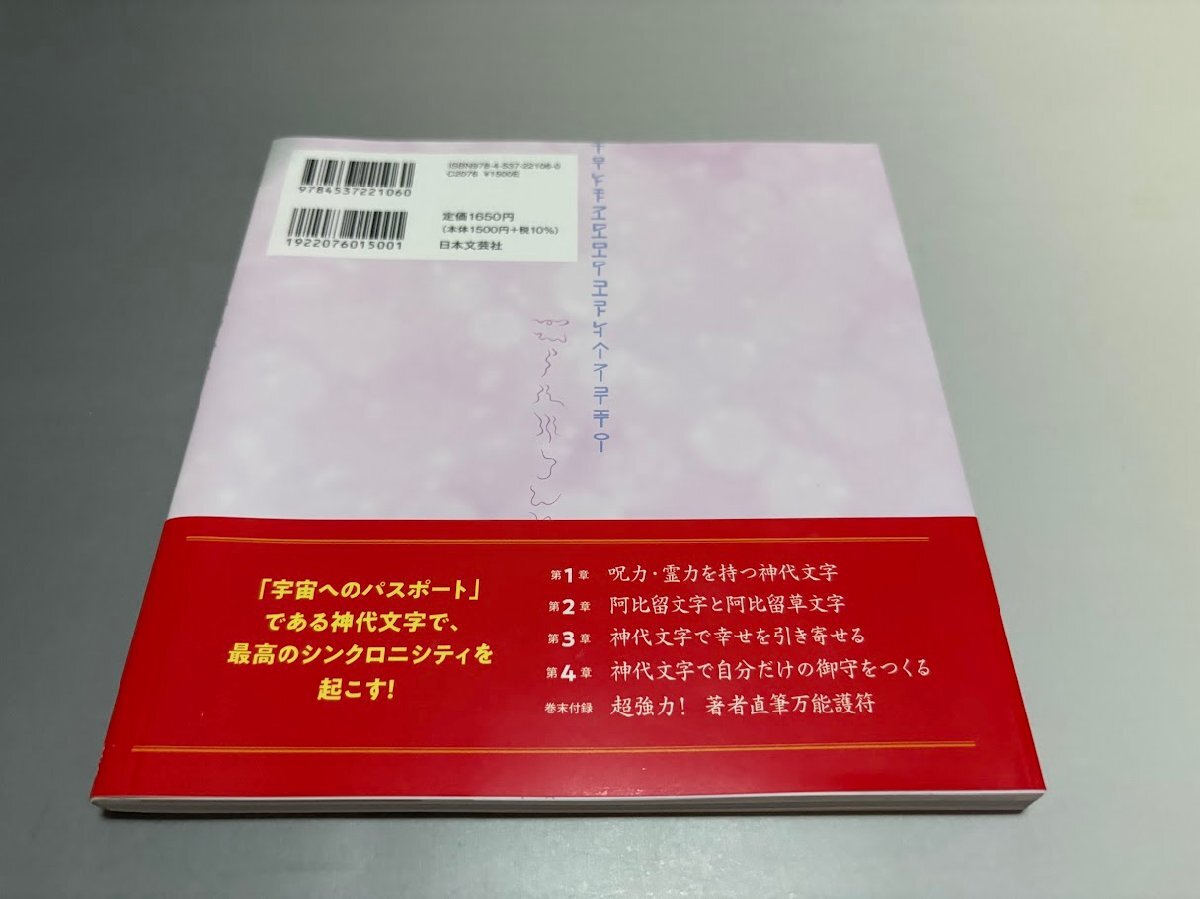 ISBN978-4-537-22106-0
C2076 ¥1500E
9784537221060
定価1650円
(本体1500円+税10%)
日本文芸社
1922076015001
「宇宙へのパスポート」
である神代文字で、
最高のシンクロニシティを
起こす!
第1章 呪力・霊力を持つ神代文字
第2章 阿比留文字と阿比留草文字
第3章 神代文字で幸せを引き寄せる
第4章 神代文字で自分だけの御守をつくる
巻末付録 超強力! 著者直筆万能護符